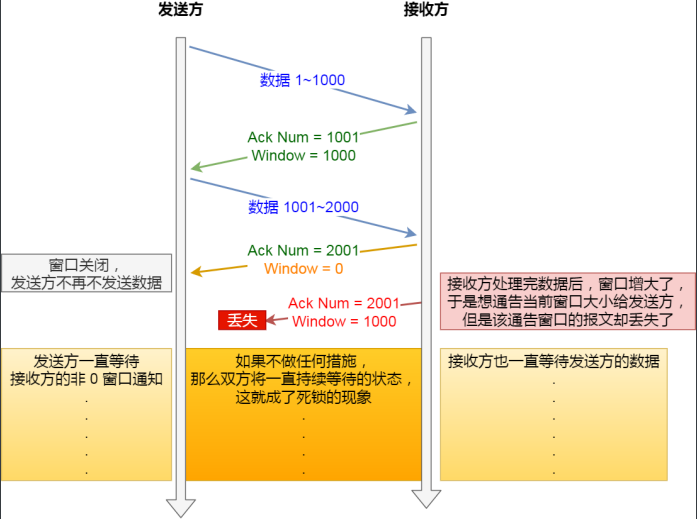 发送方
接收方
数据 1~1000
Ack Num = 1001
Window = 1000
数据 1001~2000
Ack Num = 2001
Window = 0
窗口关闭，
发送方不再不发送数据
接收方处理完数据后，窗口增大了，
于是想通告当前窗口大小给发送方，
但是该通告窗口的报文却丢失了
Ack Num = 2001
Window = 1000
丢失
发送方一直等待
接收方的非 0 窗口通知
.
.
.
.
.
如果不做任何措施，
那么双方将一直持续等待的状态，
这就成了死锁的现象
.
.
.
.
接收方也一直等待发送方的数据
.
.
.
.
.